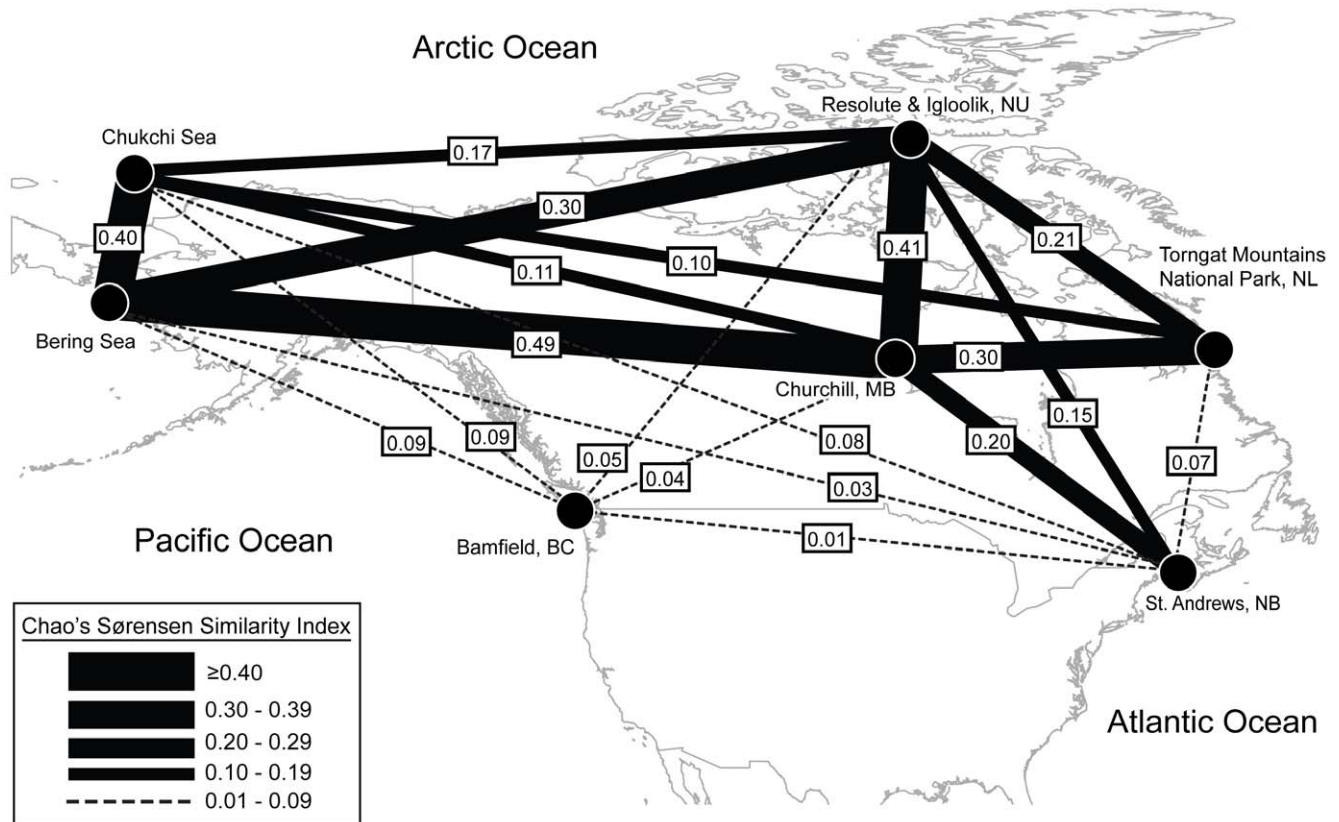 Arctic Ocean
Resolute & Igloolik, NU
Chukchi Sea
0.17
0.30
0.40
0.41
0.21
Torngat Mountains
National Park, NL
0.11
0.10
Bering Sea
0.49
0.30
Churchill, MB
0.15
0.09
0.09
0.05
0.04
0.08
0.20
0.07
0.03
Pacific Ocean
Bamfield, BC
0.01
St. Andrews, NB
Chao's Sørensen Similarity Index
≥0.40
0.30 - 0.39
0.20 - 0.29
0.10 - 0.19
0.01 - 0.09
Atlantic Ocean